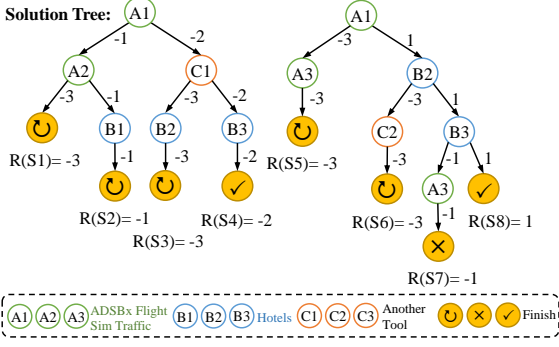 Solution Tree:
A1
A1
-1
-2
-3
1
A2
C1
A3
B2
-3
-1
-3
-2
-3
-3
1
B1
B2
B3
C2
B3
R(S1)= -3
-1
-3
-2
R(S5)= -3
-3
-1
1
A3
R(S2)= -1
R(S4)= -2
R(S6)= -3
-1
R(S8)= 1
R(S3)= -3
R(S7)= -1
A1 A2 A3 ADSBx Flight
Sim Traffic
B1 B2 B3 Hotels
C1 C2 C3 Another
Tool
Finish